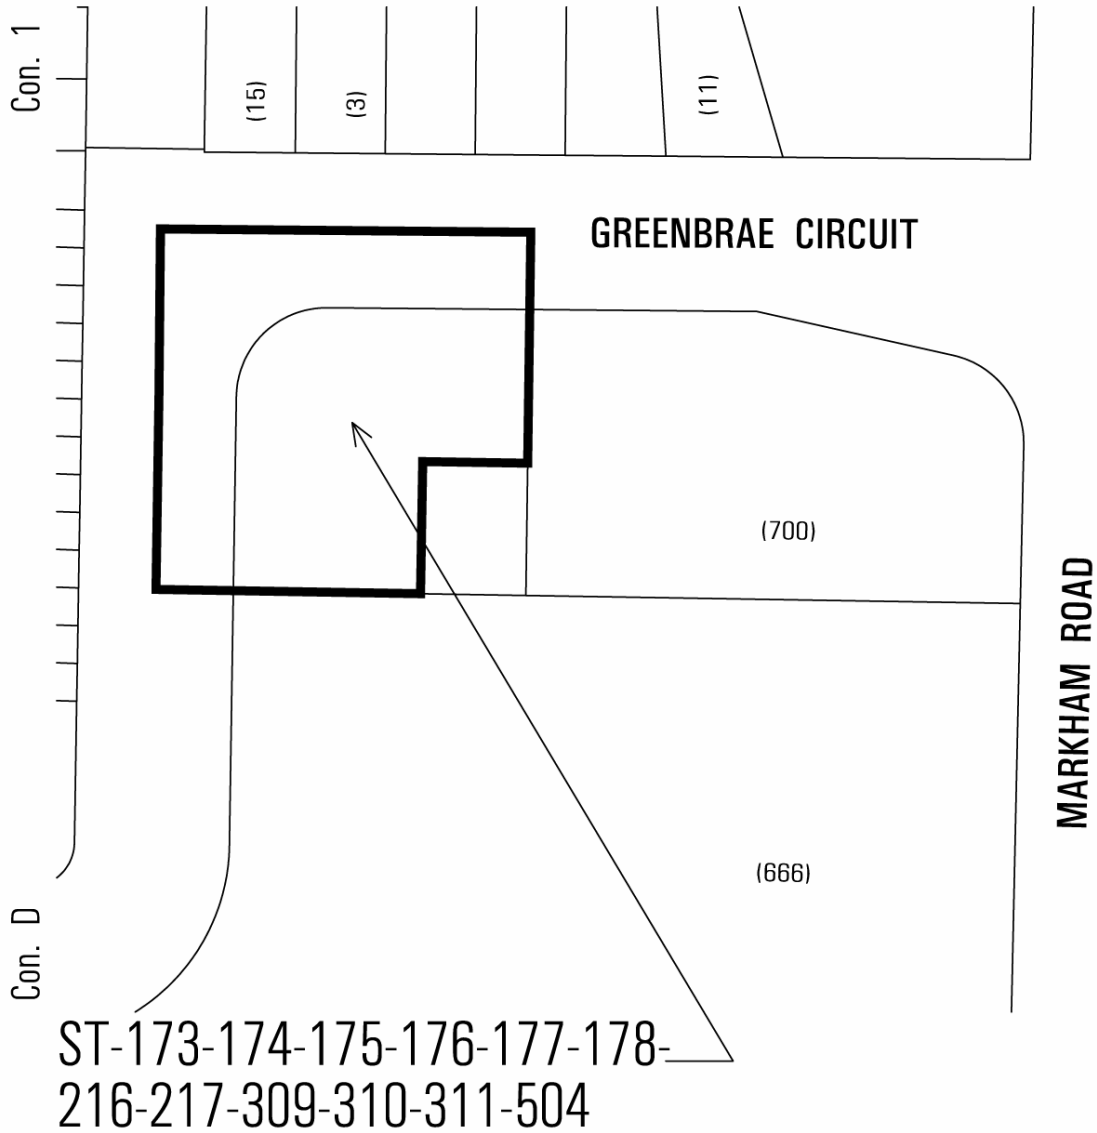 Con. 1
(15)
(3)
(11)
GREENBRAE CIRCUIT
(700)
MARKHAM ROAD
(666)
Con. D
ST-173-174-175-176-177-178-
216-217-309-310-311-504